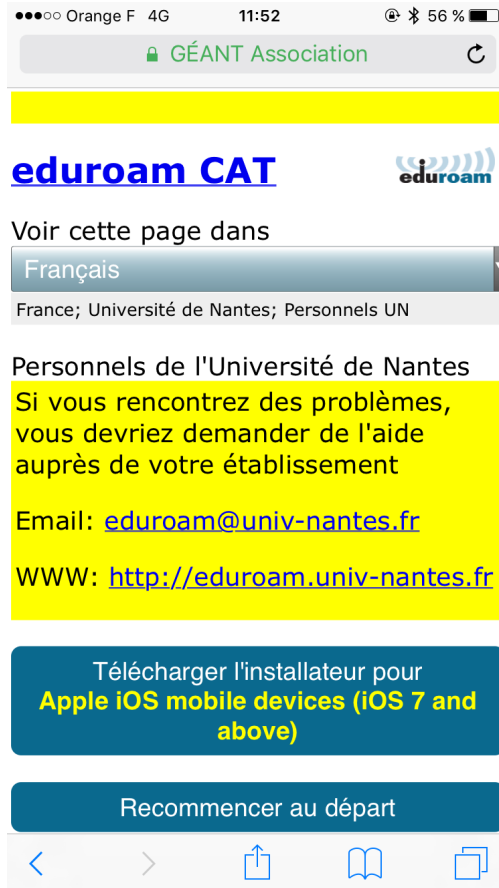 Orange F 4G 11:52 56 %
GÉANT Association
eduroam CAT
eduroam
Voir cette page dans
Français
France; Université de Nantes; Personnels UN
Personnels de l'Université de Nantes
Si vous rencontrez des problèmes,
vous devriez demander de l'aide
auprès de votre établissement
Email: eduroam@univ-nantes.fr
WWW: http://eduroam.univ-nantes.fr
Télécharger l'installateur pour
Apple iOS mobile devices (iOS 7 and
above)
Recommencer au départ